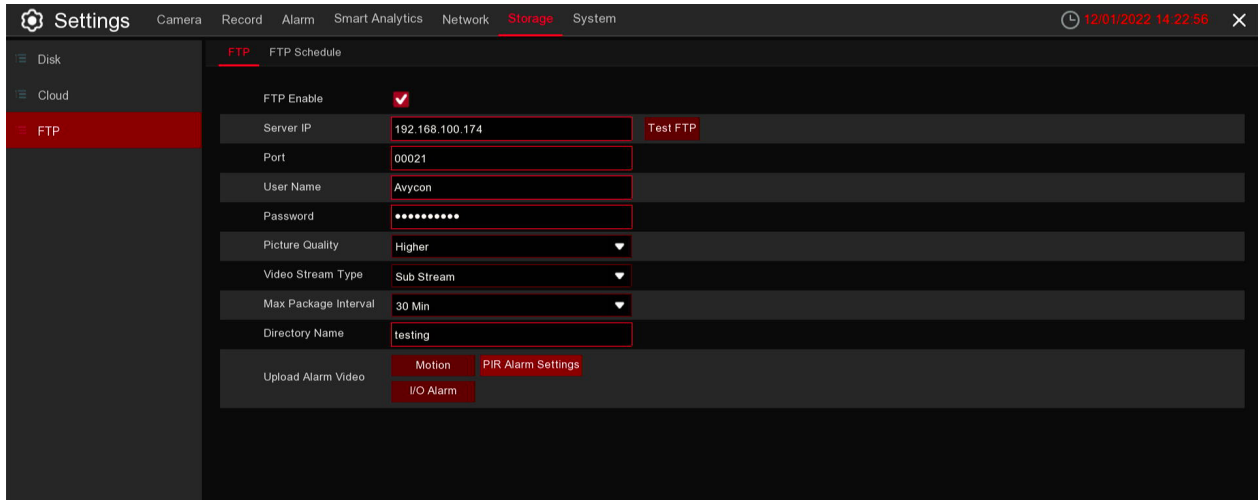 Settings Camera Record Alarm Smart Analytics Network Storage System 12/01/2022 14:22:56
Disk
Cloud
FTP
FTP FTP Schedule
FTP Enable
Server IP 192.168.100.174 Test FTP
Port 00021
User Name Avycon
Password ••••••••••
Picture Quality Higher
Video Stream Type Sub Stream
Max Package Interval 30 Min
Directory Name testing
Upload Alarm Video Motion PIR Alarm Settings
I/O Alarm